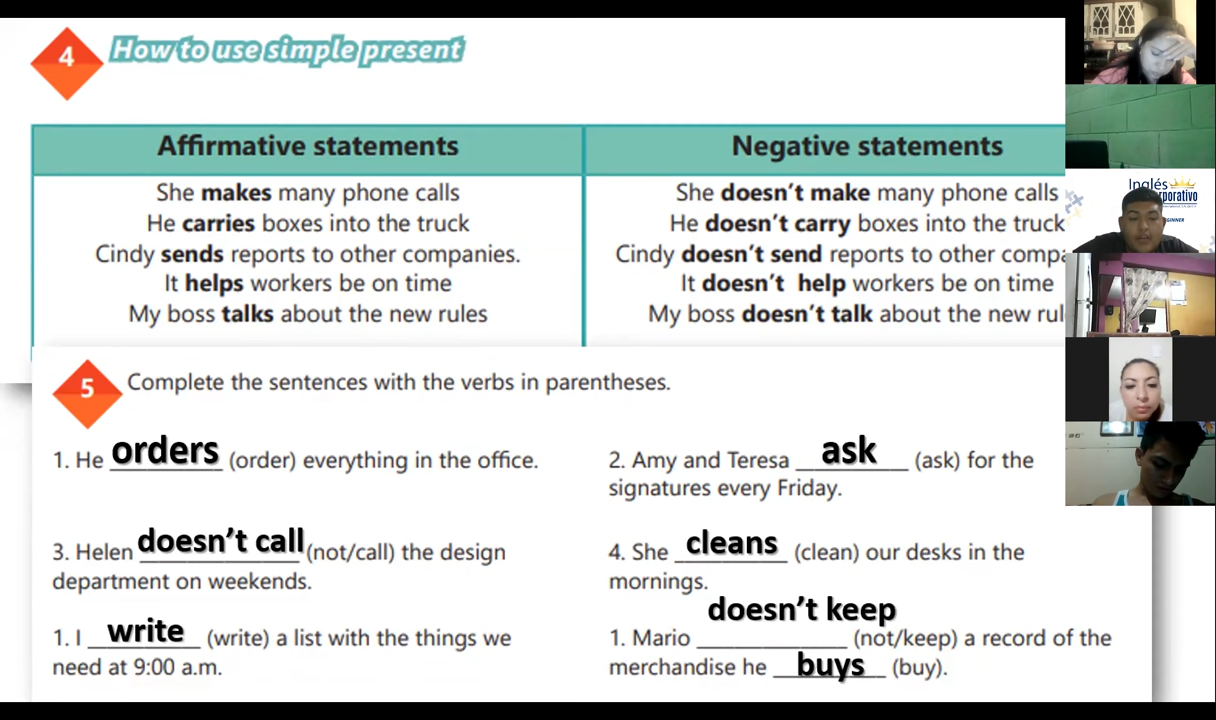 4
How to use simple present
Affirmative statements
She makes many phone calls
He carries boxes into the truck
Cindy sends reports to other companies.
It helps workers be on time
My boss talks about the new rules
Negative statements
She doesn't make many phone calls
He doesn't carry boxes into the truck
Cindy doesn't send reports to other compa
It doesn't help workers be on time
My boss doesn't talk about the new rul
5
Complete the sentences with the verbs in parentheses.
1. He orders (order) everything in the office.
2. Amy and Teresa ask (ask) for the
signatures every Friday.
3. Helen doesn't call (not/call) the design
department on weekends.
4. She cleans (clean) our desks in the
mornings.
1. I write (write) a list with the things we
need at 9:00 a.m.
doesn't keep
1. Mario ____________ (not/keep) a record of the
merchandise he buys (buy).
Inglés